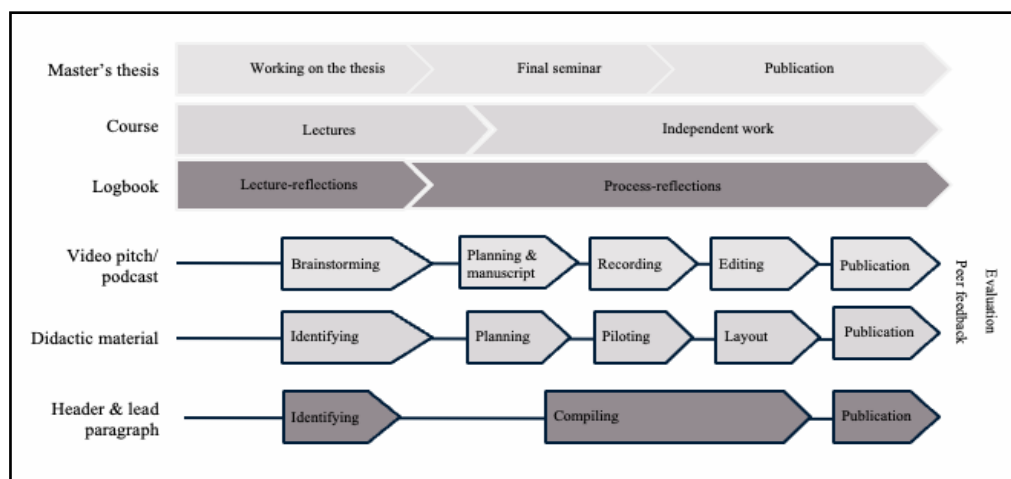 Master's thesis
Working on the thesis
Final seminar
Publication
Course
Lectures
Independent work
Logbook
Lecture-reflections
Process-reflections
Video pitch/
podcast
Brainstorming
Planning &
manuscript
Recording
Editing
Publication
Didactic material
Identifying
Planning
Piloting
Layout
Publication
Header & lead
paragraph
Identifying
Compiling
Publication
Evaluation
Peer feedback